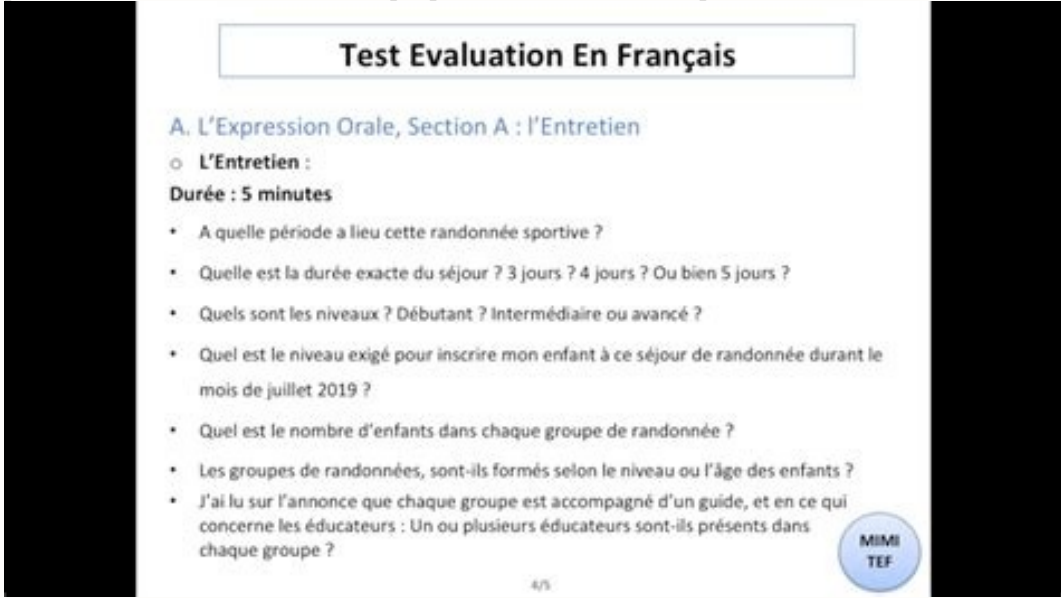 Test Evaluation En Français
A. L'Expression Orale, Section A : l'Entretien
o L'Entretien :
Durée : 5 minutes
• A quelle période a lieu cette randonnée sportive ?
• Quelle est la durée exacte du séjour ? 3 jours ? 4 jours ? Ou bien 5 jours ?
• Quels sont les niveaux ? Débutant ? Intermédiaire ou avancé ?
• Quel est le niveau exigé pour inscrire mon enfant à ce séjour de randonnée durant le
mois de juillet 2019 ?
• Quel est le nombre d'enfants dans chaque groupe de randonnée ?
• Les groupes de randonnées, sont-ils formés selon le niveau ou l'âge des enfants ?
• J'ai lu sur l'annonce que chaque groupe est accompagné d'un guide, et en ce qui
concerne les éducateurs : Un ou plusieurs éducateurs sont-ils présents dans
chaque groupe ?
MIMI
TEF
4/5